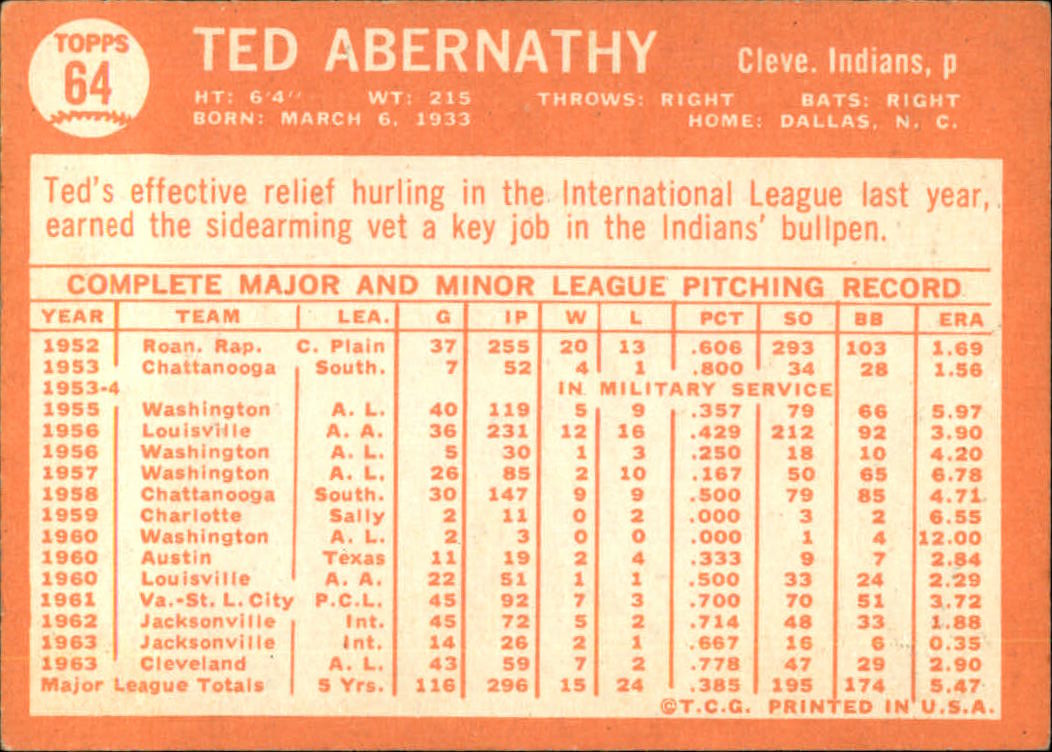 TOPPS
64
TED ABERNATHY Cleve. Indians, p
HT: 6'4" WT: 215 THROWS: RIGHT BATS: RIGHT
BORN: MARCH 6, 1933 HOME: DALLAS, N. C.
Ted's effective relief hurling in the International League last year,
earned the sidearming vet a key job in the Indians' bullpen.
COMPLETE MAJOR AND MINOR LEAGUE PITCHING RECORD
YEAR TEAM LEA. G IP W L PCT SO BB ERA
1952 Roan. Rap. C. Plain 37 255 20 13 .606 293 103 1.69
1953 Chattanooga South. 7 52 4 1 .800 34 28 1.56
1953-4 IN MILITARY SERVICE
1955 Washington A. L. 40 119 5 9 .357 79 66 5.97
1956 Louisville A. A. 36 231 12 16 .429 212 92 3.90
1956 Washington A. L. 5 30 1 3 .250 18 10 4.20
1957 Washington A. L. 26 85 2 10 .167 50 65 6.78
1958 Chattanooga South. 30 147 9 9 .500 79 85 4.71
1959 Charlotte Sally 2 11 0 2 .000 3 2 6.55
1960 Washington A. L. 2 3 0 0 .000 1 4 12.00
1960 Austin Texas 11 19 2 4 .333 9 7 2.84
1960 Louisville A. A. 22 51 1 1 .500 33 24 2.29
1961 Va.-St. L. City P.C.L. 45 92 7 3 .700 70 51 3.72
1962 Jacksonville Int. 45 72 5 2 .714 48 33 1.88
1963 Jacksonville Int. 14 26 2 1 .667 16 6 0.35
1963 Cleveland A. L. 43 59 7 2 .778 47 29 2.90
Major League Totals 5 Yrs. 116 296 15 24 .385 195 174 5.47
©T.C.G. PRINTED IN U.S.A.